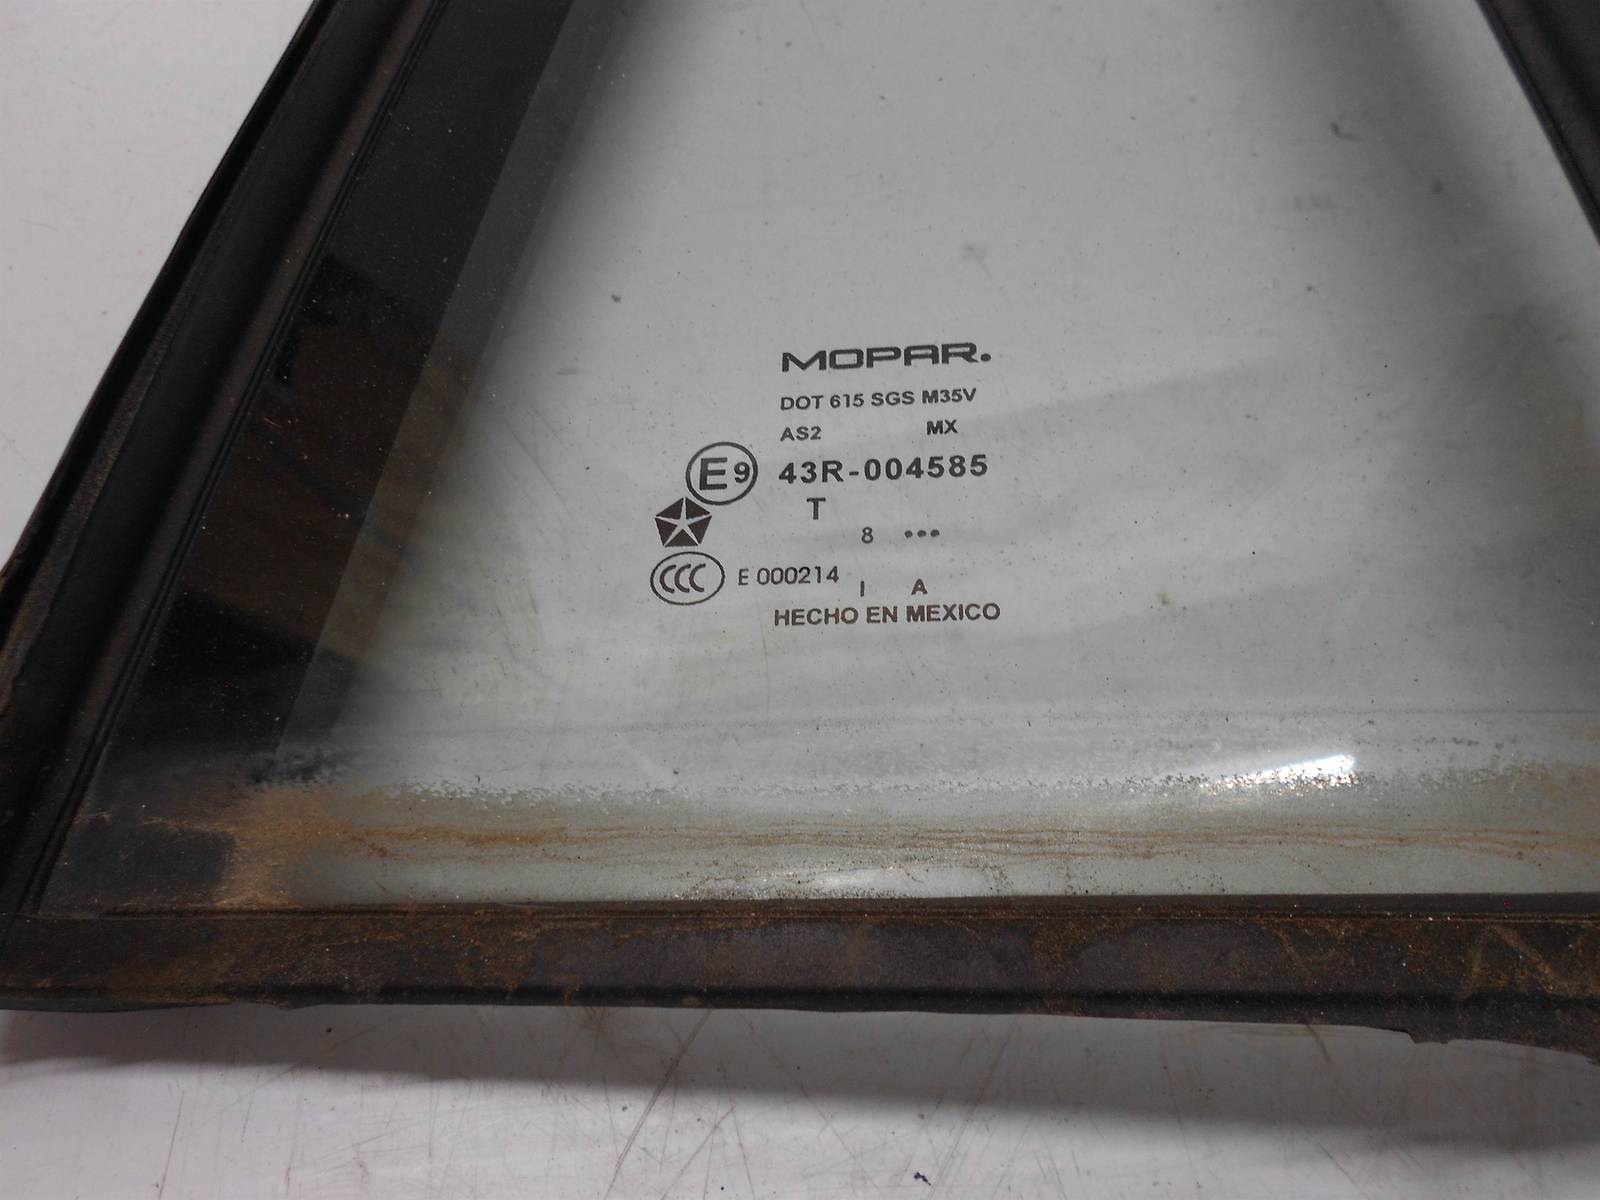 MOPAR.
DOT 615 SGS M35V
AS2 MX
E9 43R-004585
T
8 •••
CCC E 000214
I A
HECHO EN MEXICO